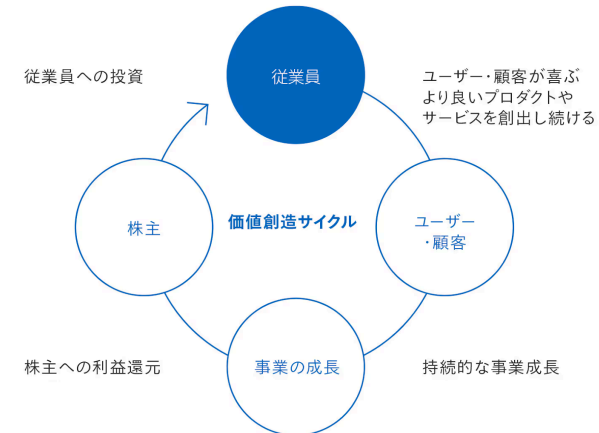 従業員
従業員への投資
ユーザー・顧客が喜ぶ
より良いプロダクトや
サービスを創出し続ける
株主
価値創造サイクル
ユーザー
・顧客
株主への利益還元
事業の成長
持続的な事業成長